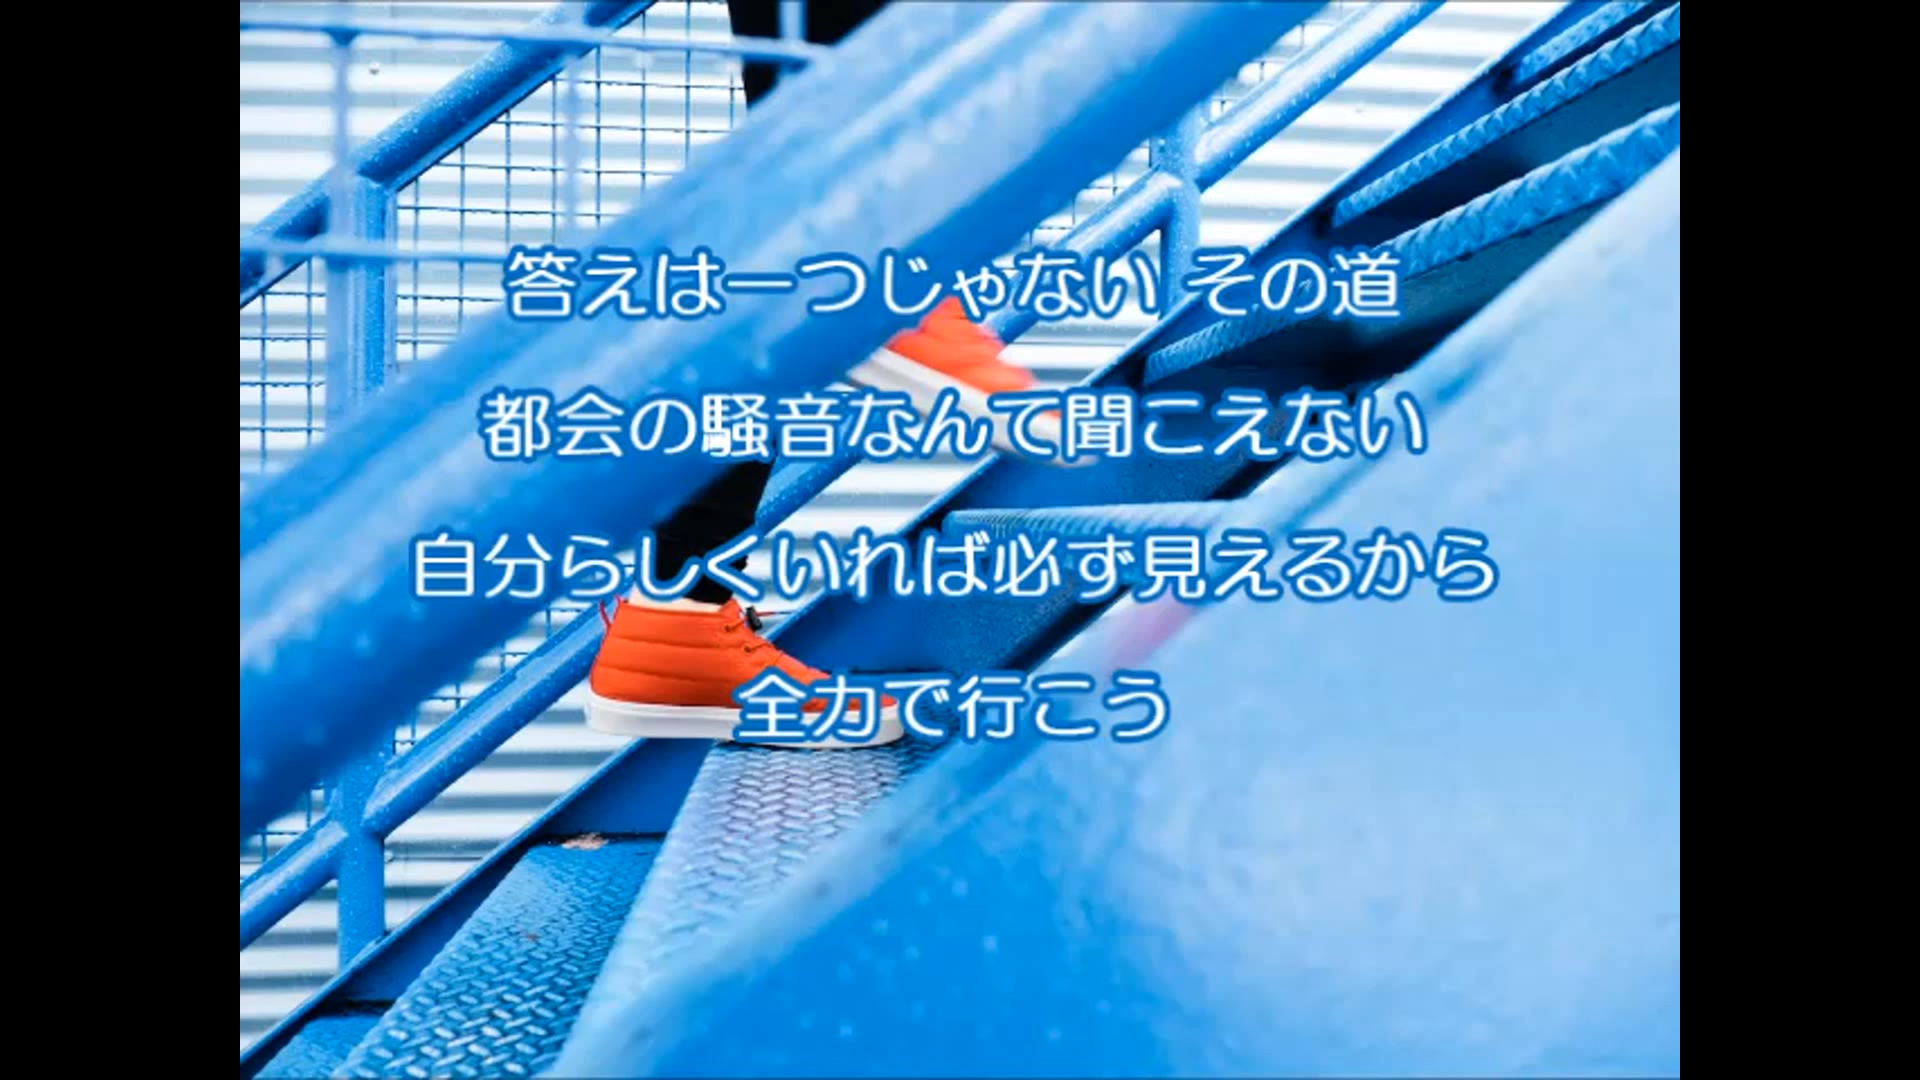 答えは一つじゃない その道
都会の騒音なんて聞こえない
自分らしくいれば必ず見えるから
全力で行こう